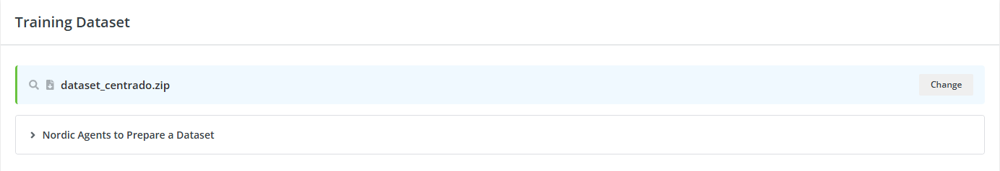 Training Dataset
dataset_centrado.zip
Change
Nordic Agents to Prepare a Dataset